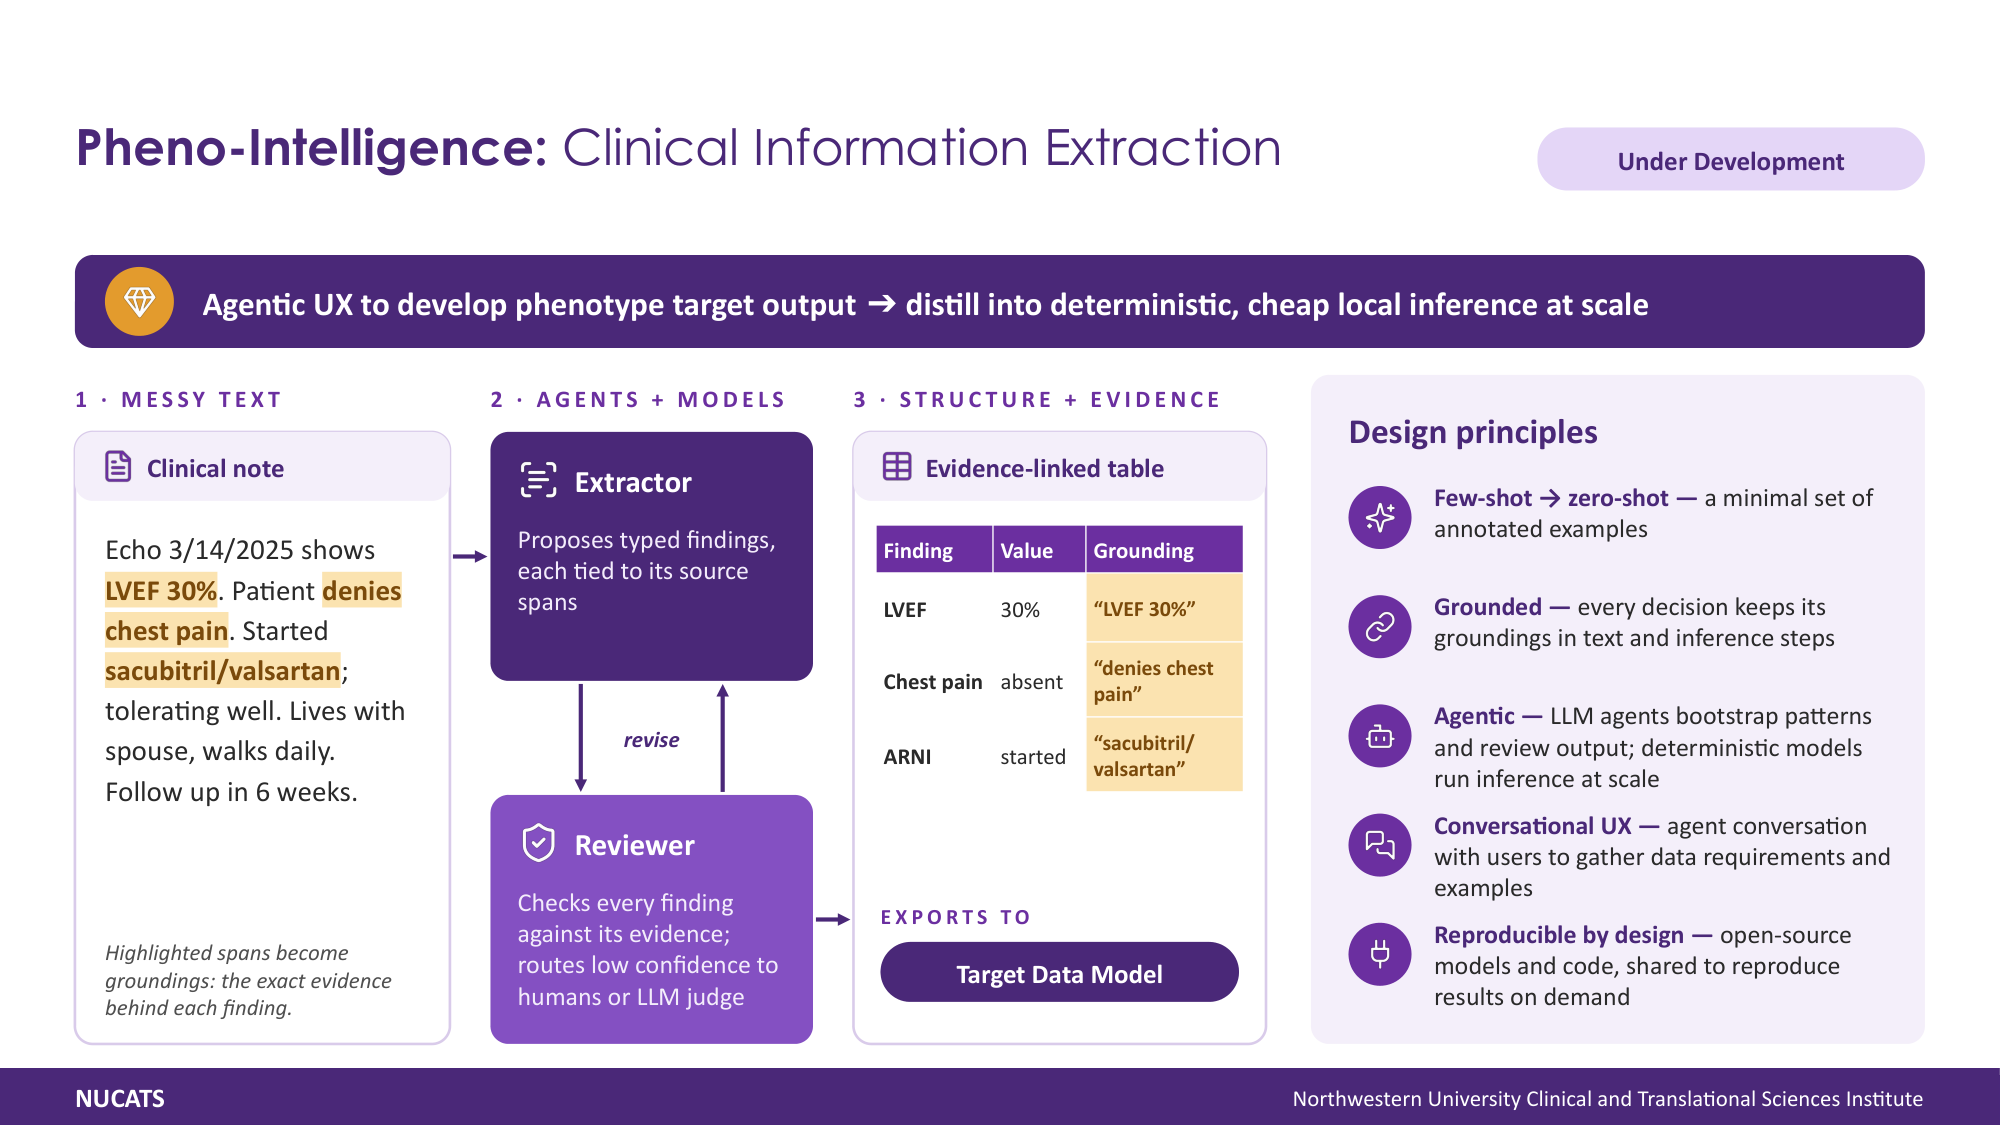 Pheno-Intelligence: Clinical Information Extraction
Under Development
Agentic UX to develop phenotype target output → distill into deterministic, cheap local inference at scale
1 · MESSY TEXT
Clinical note
Echo 3/14/2025 shows
LVEF 30%. Patient denies
chest pain. Started
sacubitril/valsartan;
tolerating well. Lives with
spouse, walks daily.
Follow up in 6 weeks.
Highlighted spans become
groundings: the exact evidence
behind each finding.
2 · AGENTS + MODELS
Extractor
Proposes typed findings,
each tied to its source
spans
revise
Reviewer
Checks every finding
against its evidence;
routes low confidence to
humans or LLM judge
3 · STRUCTURE + EVIDENCE
Evidence-linked table
Finding Value Grounding
LVEF 30% “LVEF 30%”
Chest pain absent “denies chest
pain”
ARNI started “sacubitril/
valsartan”
EXPORTS TO
Target Data Model
Design principles
Few-shot → zero-shot — a minimal set of
annotated examples
Grounded — every decision keeps its
groundings in text and inference steps
Agentic — LLM agents bootstrap patterns
and review output; deterministic models
run inference at scale
Conversational UX — agent conversation
with users to gather data requirements and
examples
Reproducible by design — open-source
models and code, shared to reproduce
results on demand
NUCATS
Northwestern University Clinical and Translational Sciences Institute